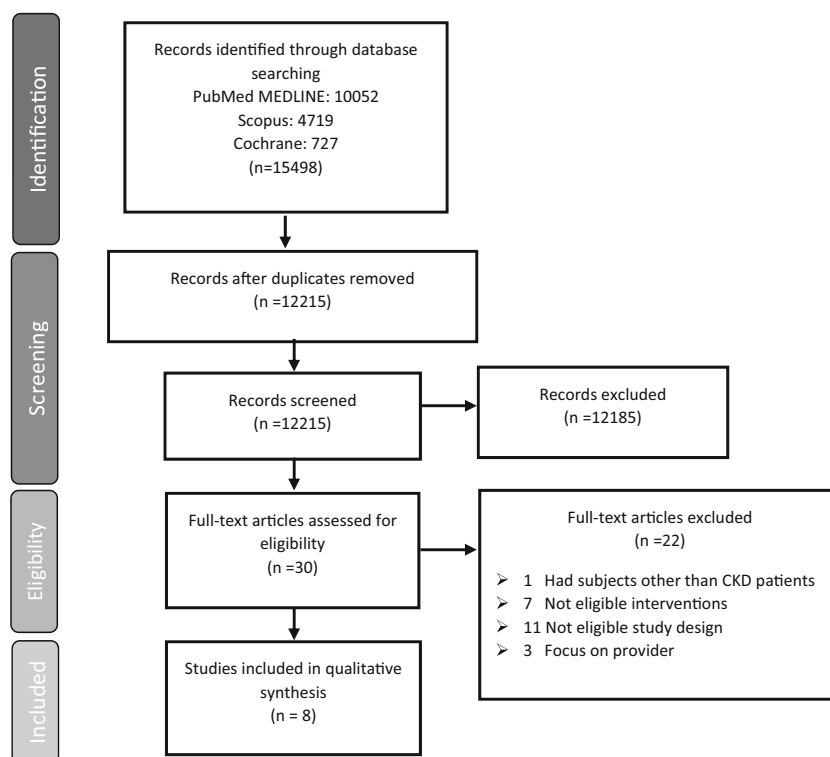 Identification
Records identified through database
searching
PubMed MEDLINE: 10052
Scopus: 4719
Cochrane: 727
(n=15498)
Screening
Records after duplicates removed
(n =12215)
Records screened
(n =12215)
Records excluded
(n =12185)
Eligibility
Full-text articles assessed for
eligibility
(n =30)
Full-text articles excluded
(n =22)
➢ 1 Had subjects other than CKD patients
➢ 7 Not eligible interventions
➢ 11 Not eligible study design
➢ 3 Focus on provider
Included
Studies included in qualitative
synthesis
(n = 8)